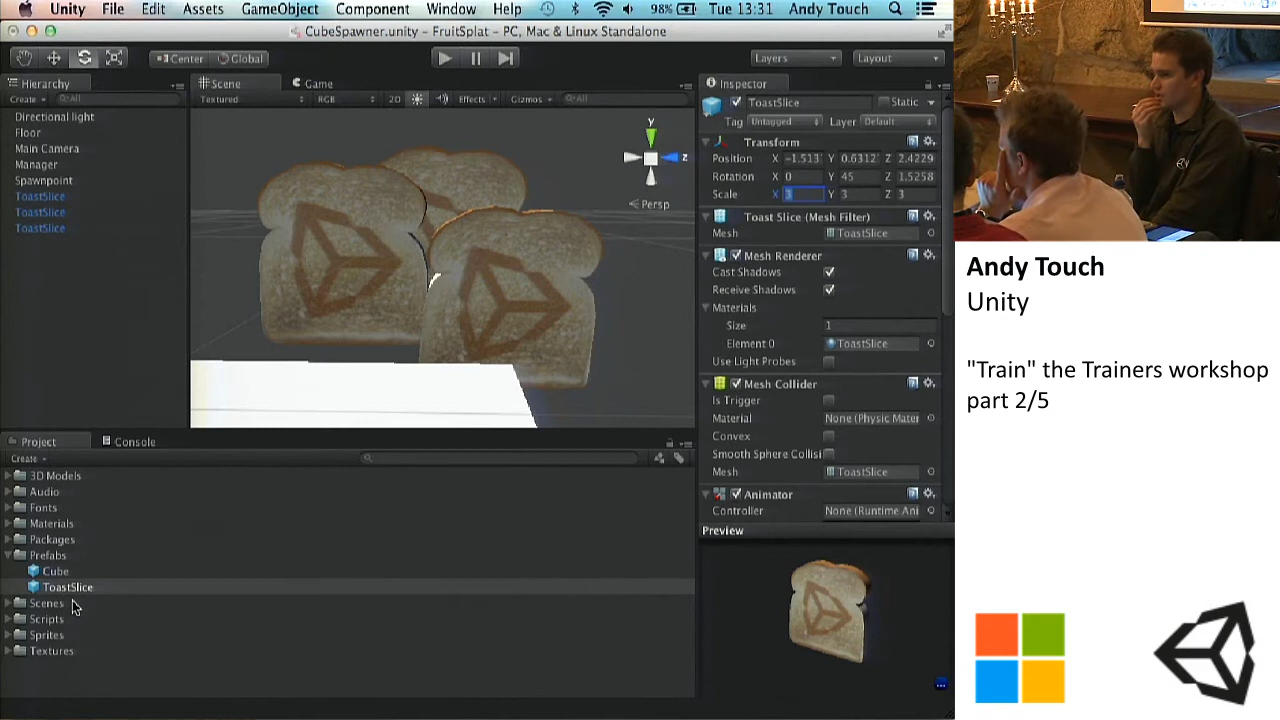 Unity File Edit Assets GameObject Component Window Help 98% Tue 13:31 Andy Touch
CubeSpawner.unity - FruitSplat - PC, Mac & Linux Standalone
Center Global Layers Layout
Hierarchy
Create All
Directional light
Floor
Main Camera
Manager
Spawnpoint
ToastSlice
ToastSlice
ToastSlice
Scene Game
Textured RGB 2D Effects Gizmos All
y
z
Persp
Inspector
ToastSlice Static
Tag Untagged Layer Default
Transform
Position X -1.513 Y 0.6312 Z 2.4229
Rotation X 0 Y 45 Z 1.5258
Scale X 3 Y 3 Z 3
Toast Slice (Mesh Filter)
Mesh ToastSlice
Mesh Renderer
Cast Shadows
Receive Shadows
Materials
Size 1
Element 0 ToastSlice
Use Light Probes
Mesh Collider
Is Trigger
Material None (Physic Mater
Convex
Smooth Sphere Collisi
Mesh ToastSlice
Animator
Controller None (Runtime Ani
Preview
Project Console
Create
3D Models
Audio
Fonts
Materials
Packages
Prefabs
Cube
ToastSlice
Scenes
Scripts
Sprites
Textures
Andy Touch
Unity
"Train" the Trainers workshop
part 2/5